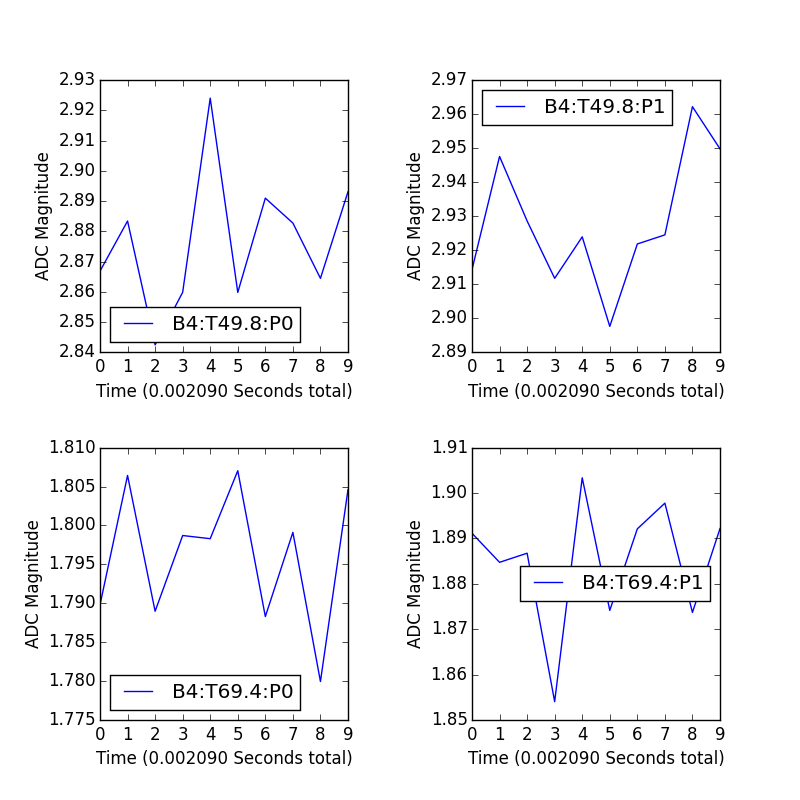 2.93
2.92
2.91
2.90
2.89
2.88
2.87
2.86
2.85
2.84
ADC Magnitude
B4:T49.8:P0
0 1 2 3 4 5 6 7 8 9
Time (0.002090 Seconds total)
2.97
2.96
2.95
2.94
2.93
2.92
2.91
2.90
2.89
ADC Magnitude
B4:T49.8:P1
0 1 2 3 4 5 6 7 8 9
Time (0.002090 Seconds total)
1.810
1.805
1.800
1.795
1.790
1.785
1.780
1.775
ADC Magnitude
B4:T69.4:P0
0 1 2 3 4 5 6 7 8 9
Time (0.002090 Seconds total)
1.91
1.90
1.89
1.88
1.87
1.86
1.85
ADC Magnitude
B4:T69.4:P1
0 1 2 3 4 5 6 7 8 9
Time (0.002090 Seconds total)